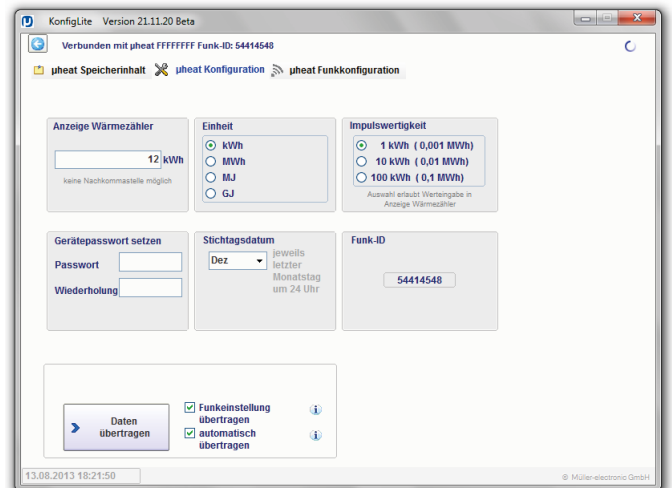 KonfigLite Version 21.11.20 Beta
Verbunden mit µheat FFFFFFFF Funk-ID: 54414548
µheat Speicherinhalt µheat Konfiguration µheat Funkkonfiguration
Anzeige Wärmezähler
12 kWh
keine Nachkommastelle möglich
Einheit
kWh
MWh
MJ
GJ
Impulswertigkeit
1 kWh ( 0,001 MWh)
10 kWh ( 0,01 MWh)
100 kWh ( 0,1 MWh)
Auswahl erlaubt Werteingabe in
Anzeige Wärmezähler
Gerätepasswort setzen
Passwort
Wiederholung
Stichtagsdatum
Dez
jeweils
letzter
Monatstag
um 24 Uhr
Funk-ID
54414548
Daten
übertragen
Funkeinstellung
übertragen
automatisch
übertragen
13.08.2013 18:21:50
© Müller-electronic GmbH